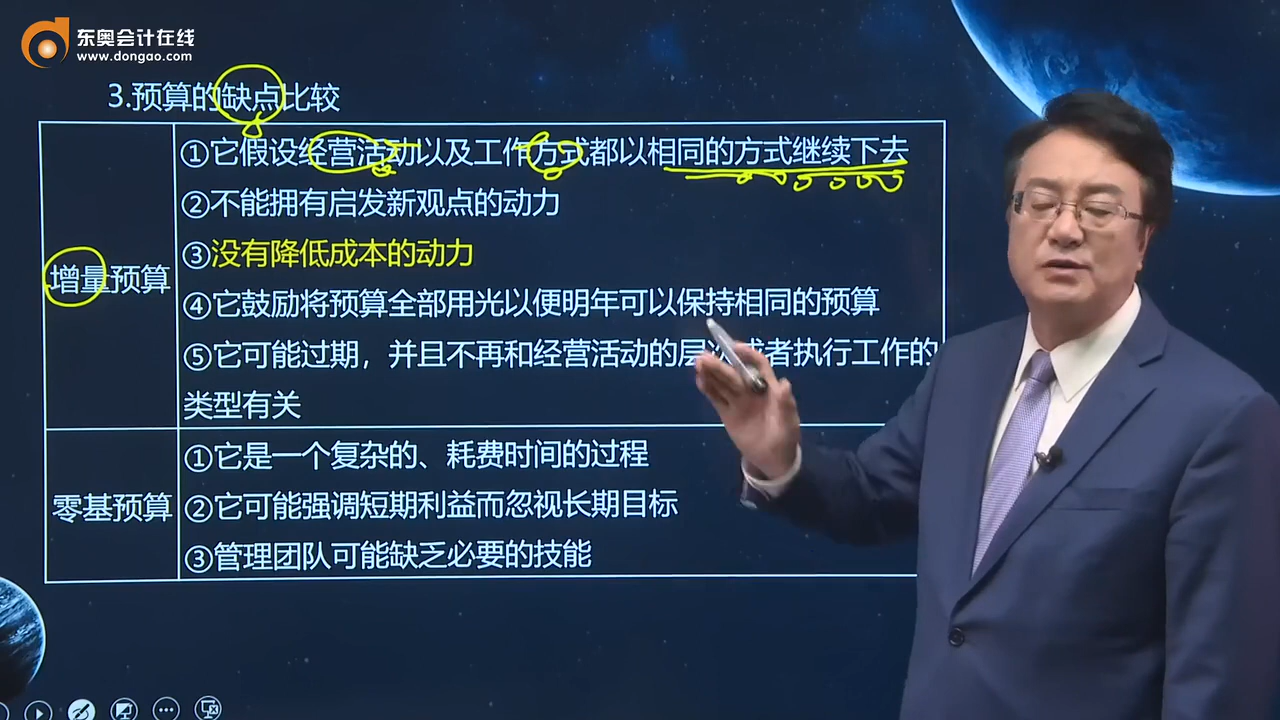 东奥会计在线
www.dongao.com
3.预算的缺点比较
①它假设经营活动以及工作方式都以相同的方式继续下去
②不能拥有启发新观点的动力
③没有降低成本的动力
增量预算
④它鼓励将预算全部用光以便明年可以保持相同的预算
⑤它可能过期，并且不再和经营活动的层次或者执行工作的
类型有关
①它是一个复杂的、耗费时间的过程
零基预算
②它可能强调短期利益而忽视长期目标
③管理团队可能缺乏必要的技能